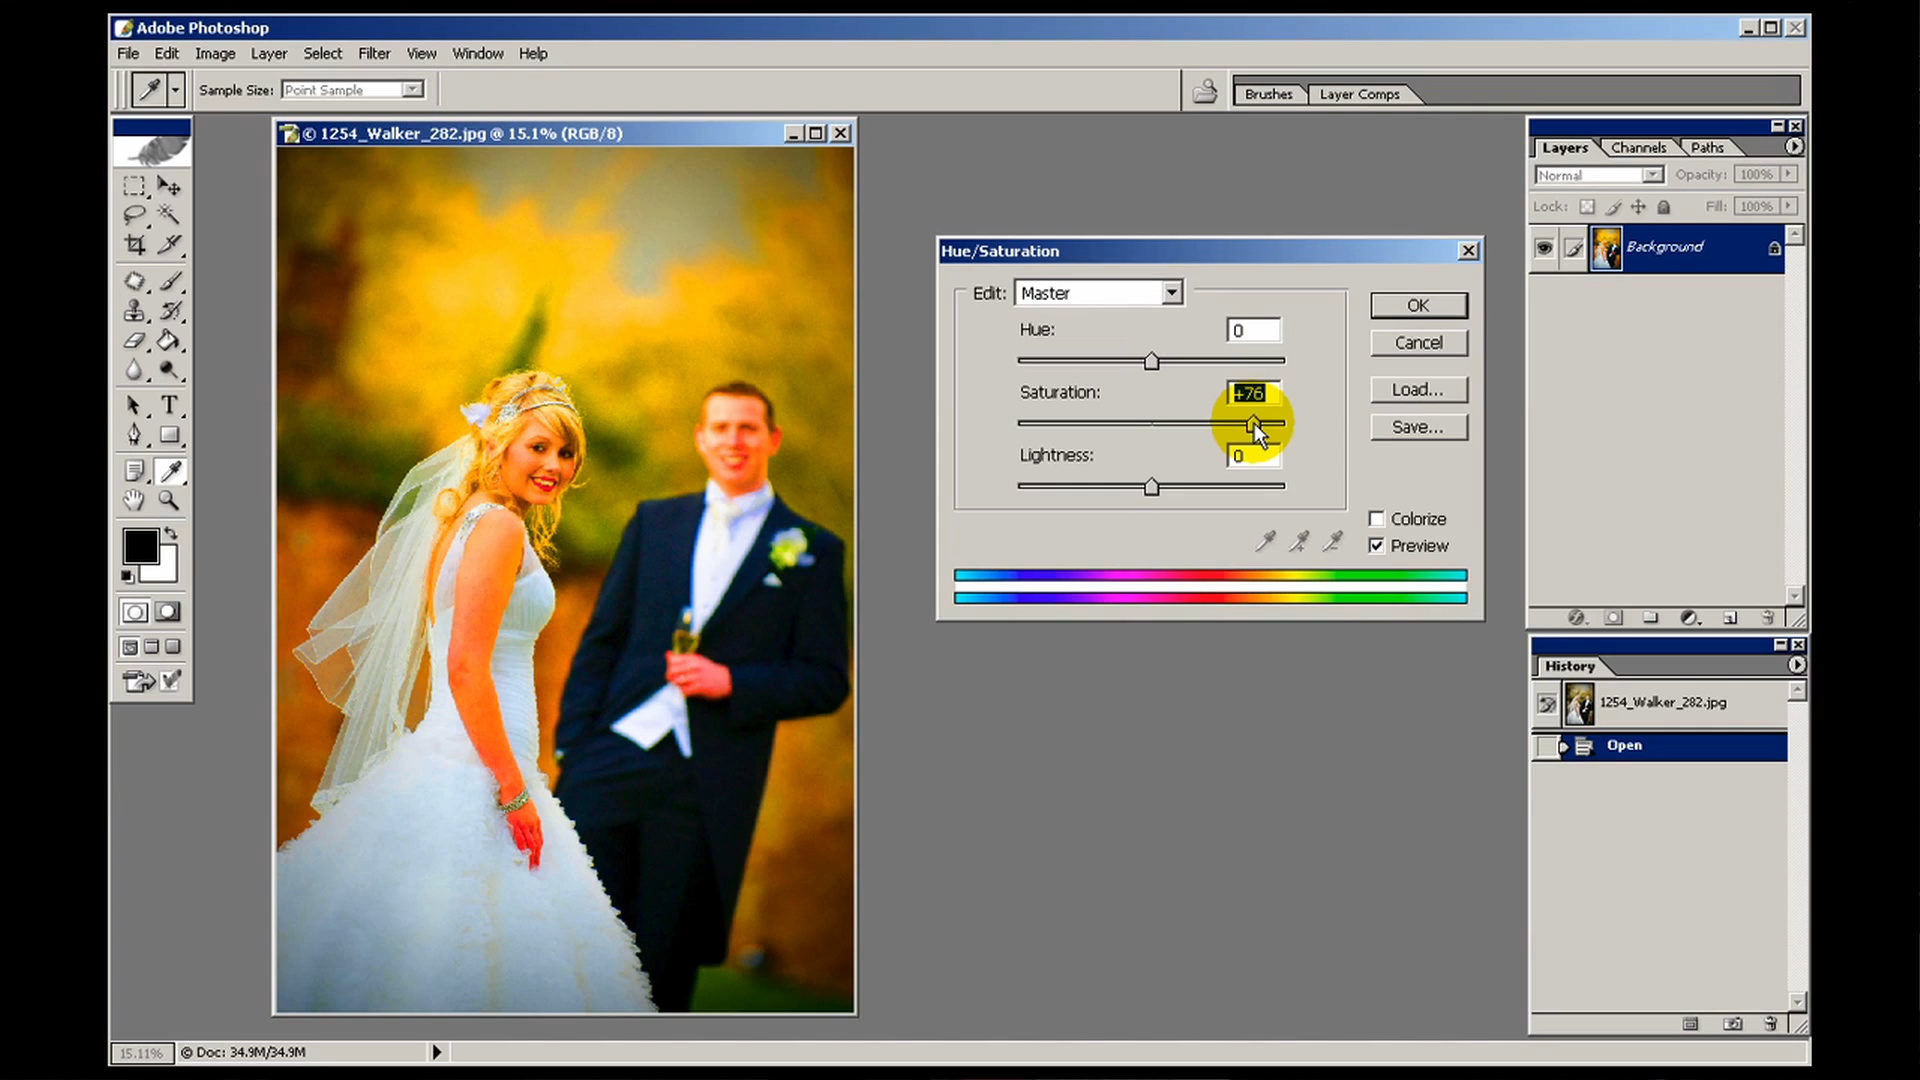 Adobe Photoshop
File Edit Image Layer Select Filter View Window Help
Sample Size: Point Sample
Brushes Layer Comps
© 1254_Walker_282.jpg @ 15.1% (RGB/8)
Hue/Saturation
Edit: Master
Hue: 0
Saturation: +76
Lightness: 0
OK
Cancel
Load...
Save...
Colorize
Preview
Layers Channels Paths
Normal Opacity: 100%
Lock: Fill: 100%
Background
History
1254_Walker_282.jpg
Open
T
15.11% © Doc: 34.9M/34.9M